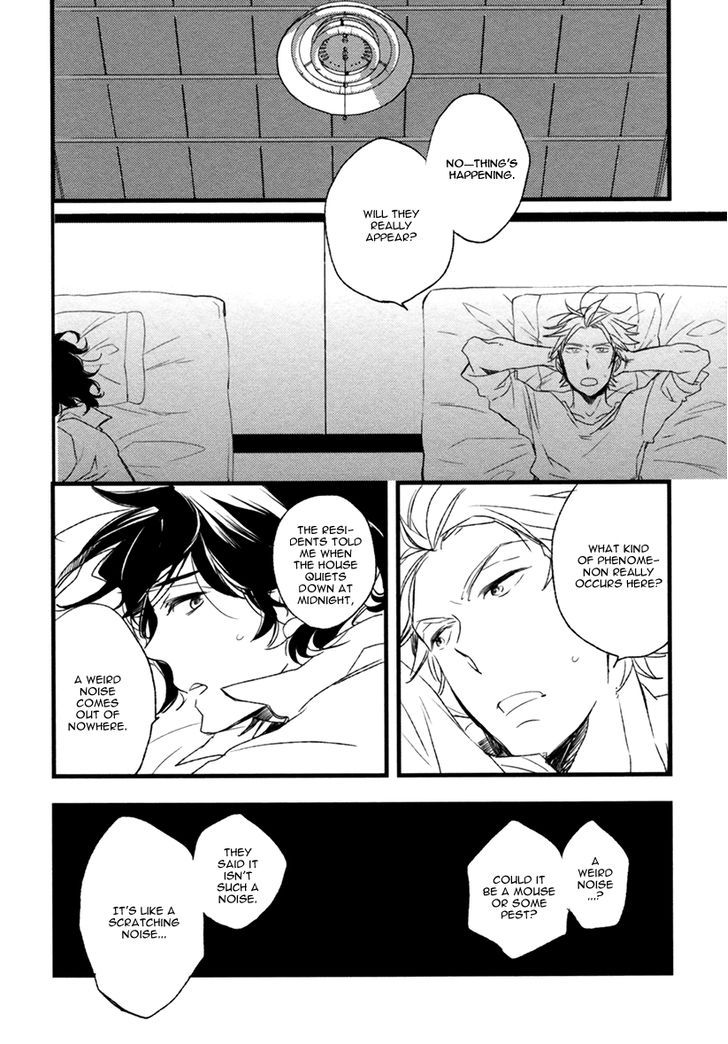 NO—THING'S
HAPPENING.
WILL THEY
REALLY
APPEAR?
WHAT KIND
OF PHENOME-
NON REALLY
OCCURS HERE?
THE RESI-
DENTS TOLD
ME WHEN
THE HOUSE
QUIETS
DOWN AT
MIDNIGHT,
A WEIRD
NOISE
COMES
OUT OF
NOWHERE.
A
WEIRD
NOISE
....?
COULD IT
BE A MOUSE
OR SOME
PEST?
THEY
SAID IT
ISN'T
SUCH A
NOISE.
IT'S LIKE A
SCRATCHING
NOISE...